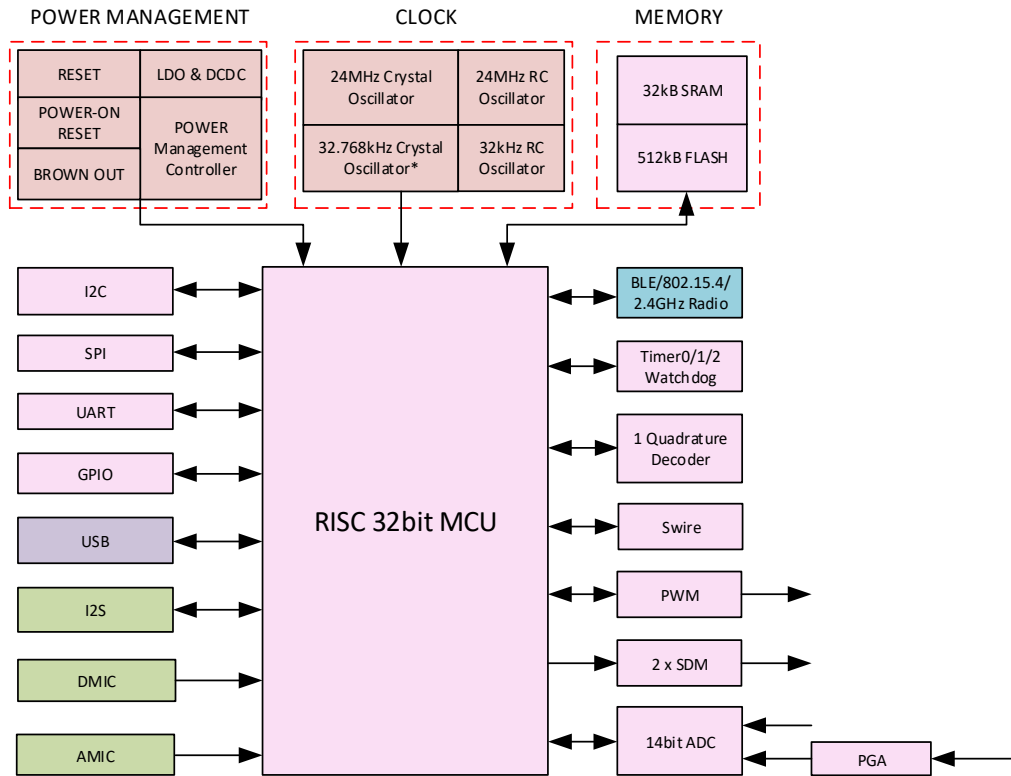 POWER MANAGEMENT
CLOCK
MEMORY
RESET
LDO & DCDC
POWER-ON
RESET
POWER
Management
Controller
BROWN OUT
24MHz Crystal
Oscillator
24MHz RC
Oscillator
32.768kHz Crystal
Oscillator*
32kHz RC
Oscillator
32kB SRAM
512kB FLASH
I2C
SPI
UART
GPIO
USB
I2S
DMIC
AMIC
RISC 32bit MCU
BLE/802.15.4/
2.4GHz Radio
Timer0/1/2
Watchdog
1 Quadrature
Decoder
Swire
PWM
2 x SDM
14bit ADC
PGA